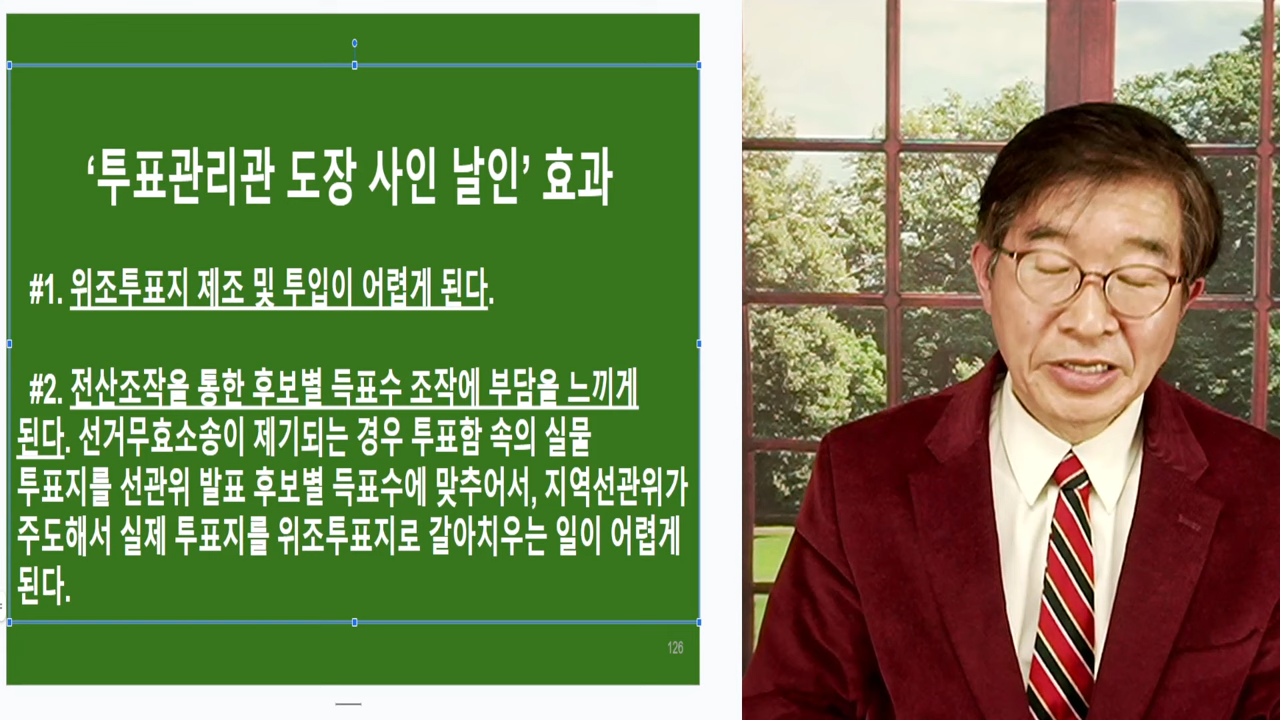 ‘투표관리관 도장 사인 날인’ 효과
#1. 위조투표지 제조 및 투입이 어렵게 된다.
#2. 전산조작을 통한 후보별 득표수 조작에 부담을 느끼게
된다. 선거무효소송이 제기되는 경우 투표함 속의 실물
투표지를 선관위 발표 후보별 득표수에 맞추어서, 지역선관위가
주도해서 실제 투표지를 위조투표지로 갈아치우는 일이 어렵게
된다.
126